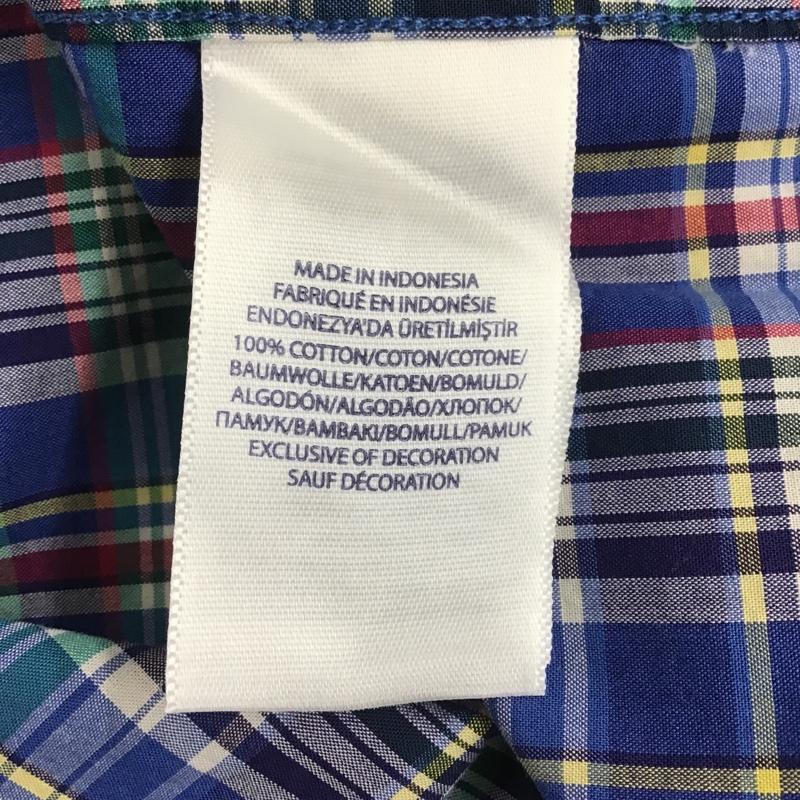 MADE IN INDONESIA
FABRIQUÉ EN INDONÉSIE
ENDONEZYA'DA ÜRETİLMİŞTİR
100% COTTON/COTON/COTONE/
BAUMWOLLE/KATOEN/BOMULD/
ALGODÓN/ALGODÃO/ХЛОПОК/
ПАМУК/BAMBAKI/BOMULL/PAMUK
EXCLUSIVE OF DECORATION
SAUF DÉCORATION